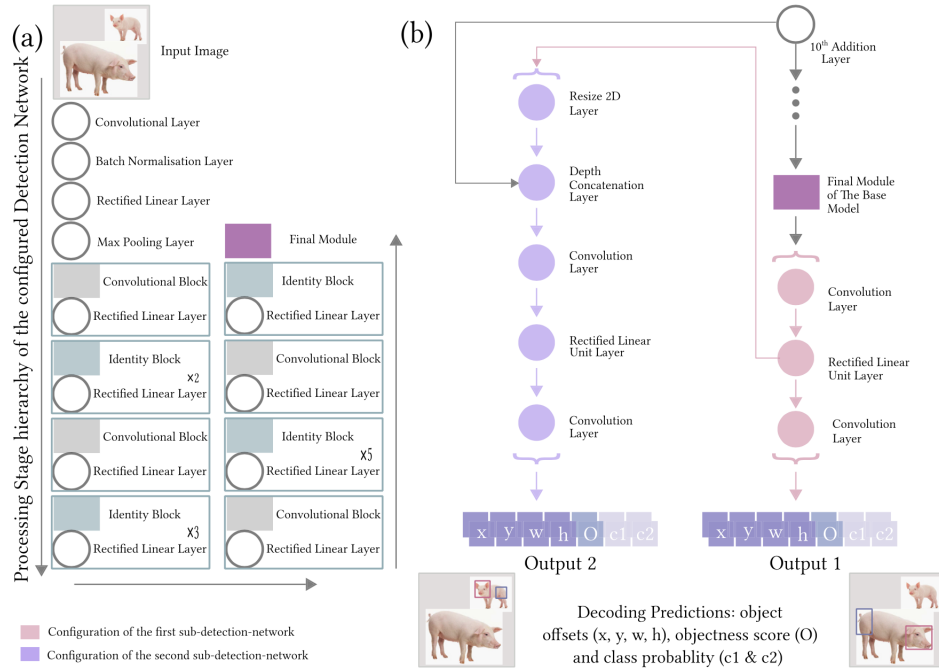 (a)
Input Image
Processing Stage hierarchy of the configured Detection Network
Convolutional Layer
Batch Normalisation Layer
Rectified Linear Layer
Max Pooling Layer
Convolutional Block
Rectified Linear Layer
Identity Block
×2
Rectified Linear Layer
Convolutional Block
Rectified Linear Layer
Identity Block
×3
Rectified Linear Layer
Final Module
Identity Block
Rectified Linear Layer
Convolutional Block
Rectified Linear Layer
Identity Block
×5
Rectified Linear Layer
Convolutional Block
Rectified Linear Layer
Configuration of the first sub-detection-network
Configuration of the second sub-detection-network
(b)
10th Addition
Layer
Resize 2D
Layer
Depth
Concatenation
Layer
Convolution
Layer
Rectified Linear
Unit Layer
Convolution
Layer
x y w h O c1 c2
Output 2
Final Module
of The Base
Model
Convolution
Layer
Rectified Linear
Unit Layer
Convolution
Layer
x y w h O c1 c2
Output 1
Decoding Predictions: object
offsets (x, y, w, h), objectness score (O)
and class probablity (c1 & c2)